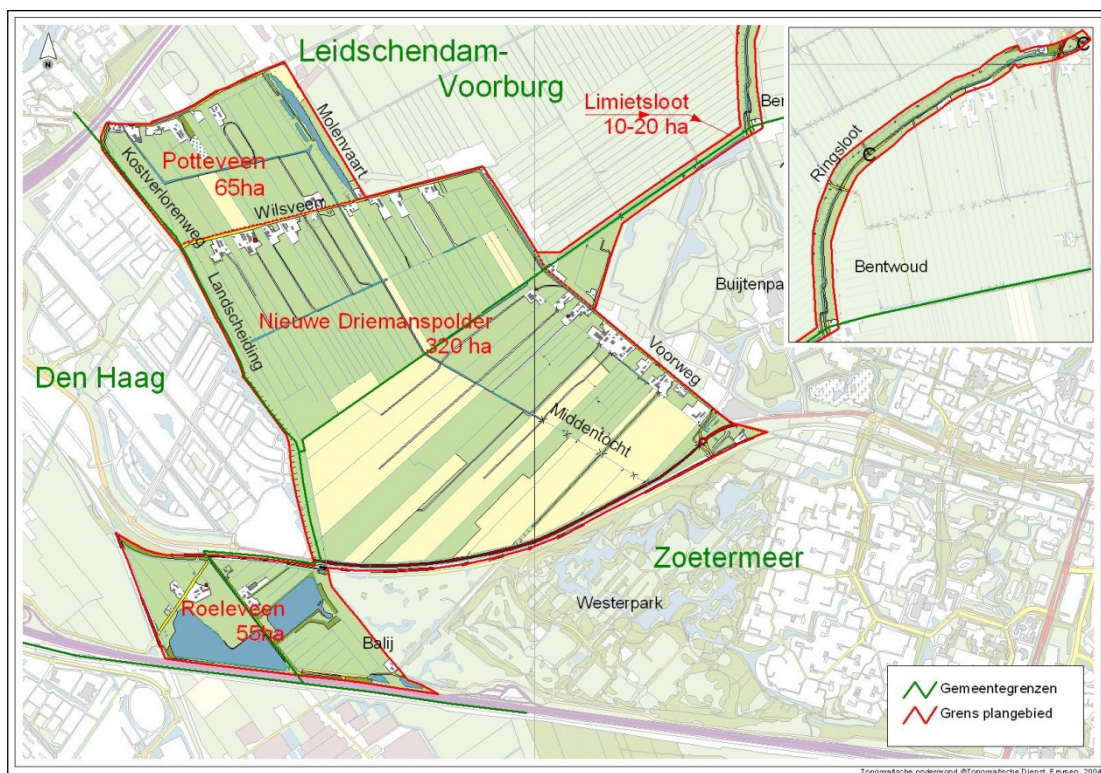 N
Leidschendam-
Voorburg
Limietsloot
10-20 ha
Ben
Ringsloot
Bentwoud
Molenvaart
Potteveen
65ha
Kostverlorenweg
Wilsveen
Landscheiding
Nieuwe Driemanspolder
320 ha
Buijtenpa
Voorweg
Den Haag
Middentocht
Zoetermeer
Westerpark
Roeleveen
55ha
Balij
Gemeentegrenzen
Grens plangebied
Topografische ondergrond ©Topografische Dienst, Emmen, 2004